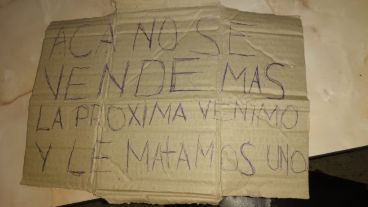 ACA NO SE
VENDE MAS
LA PROXIMA VENIMO
Y LE MATAMOS UNO